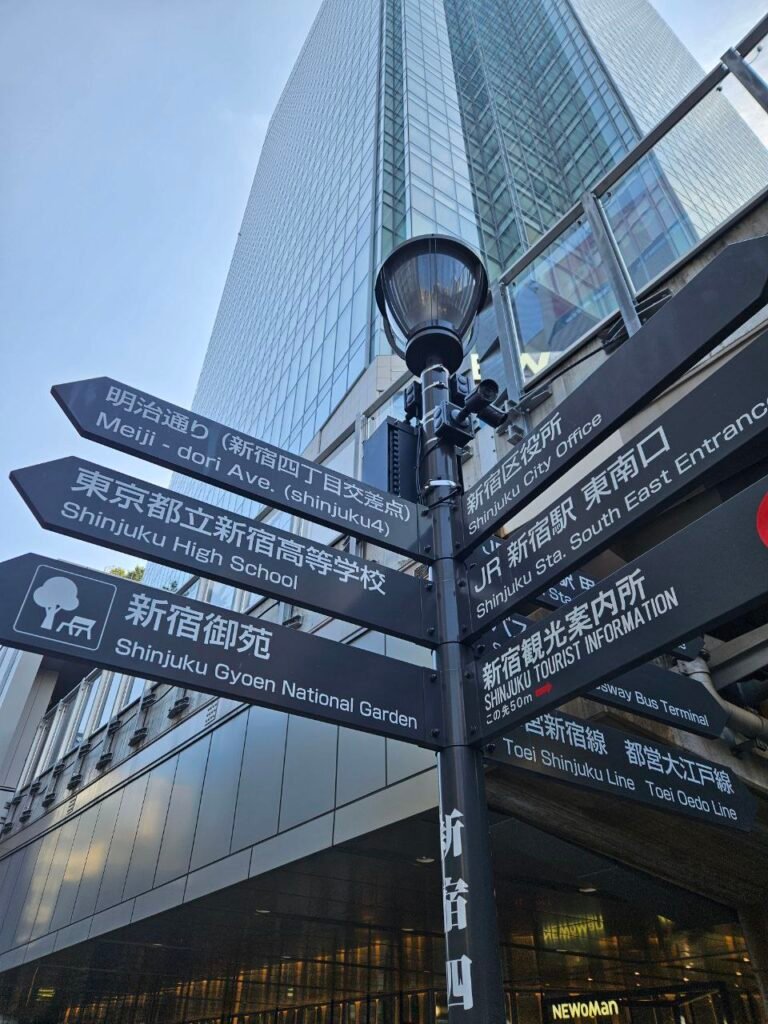 明治通り (新宿四丁目交差点)
Meiji - dori Ave. (shinjuku4)
東京都立新宿高等学校
Shinjuku High School
新宿御苑
Shinjuku Gyoen National Garden
新宿区役所
Shinjuku City Office
JR 新宿駅 東南口
Shinjuku Sta. South East Entrance
新宿観光案内所
SHINJUKU TOURIST INFORMATION
この先50m
Bus Terminal
新宿線 都営大江戸線
Toei Shinjuku Line Toei Oedo Line
新宿四
NEWoMan